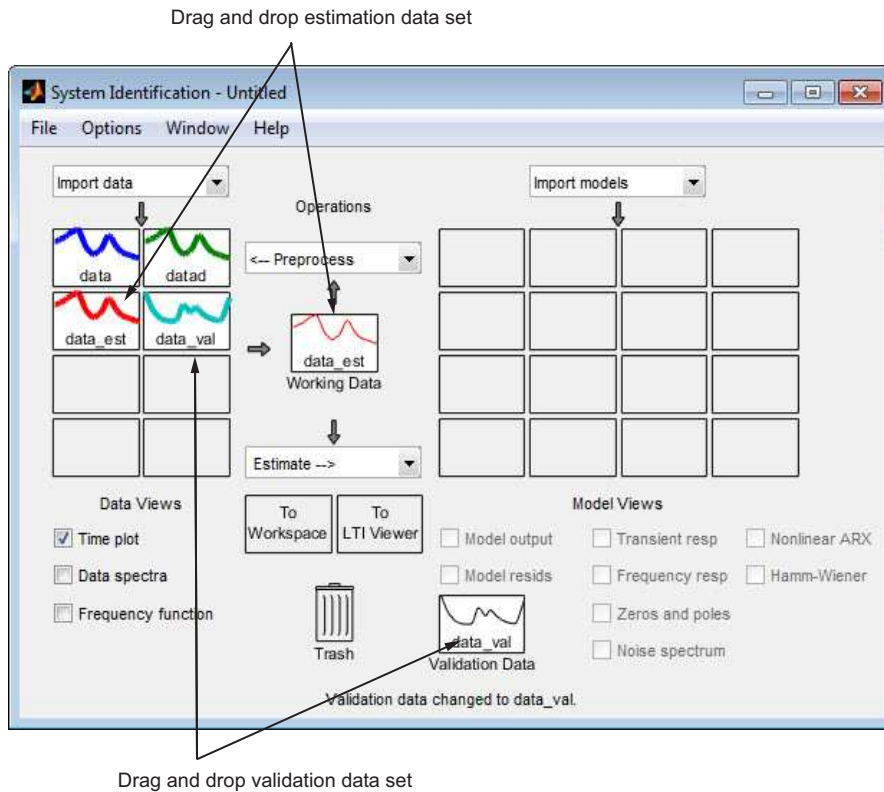 Drag and drop estimation data set
System Identification - Untitled
File Options Window Help
Import data
Import models
Operations
data
datad
<-- Preprocess
data_est
data_val
data_est
Working Data
Estimate -->
Data Views
To Workspace
To LTI Viewer
Model Views
Time plot
Data spectra
Frequency function
Model output
Transient resp
Nonlinear ARX
Model resids
Frequency resp
Hamm-Wiener
Zeros and poles
Noise spectrum
Trash
data_val
Validation Data
Validation data changed to data_val.
Drag and drop validation data set